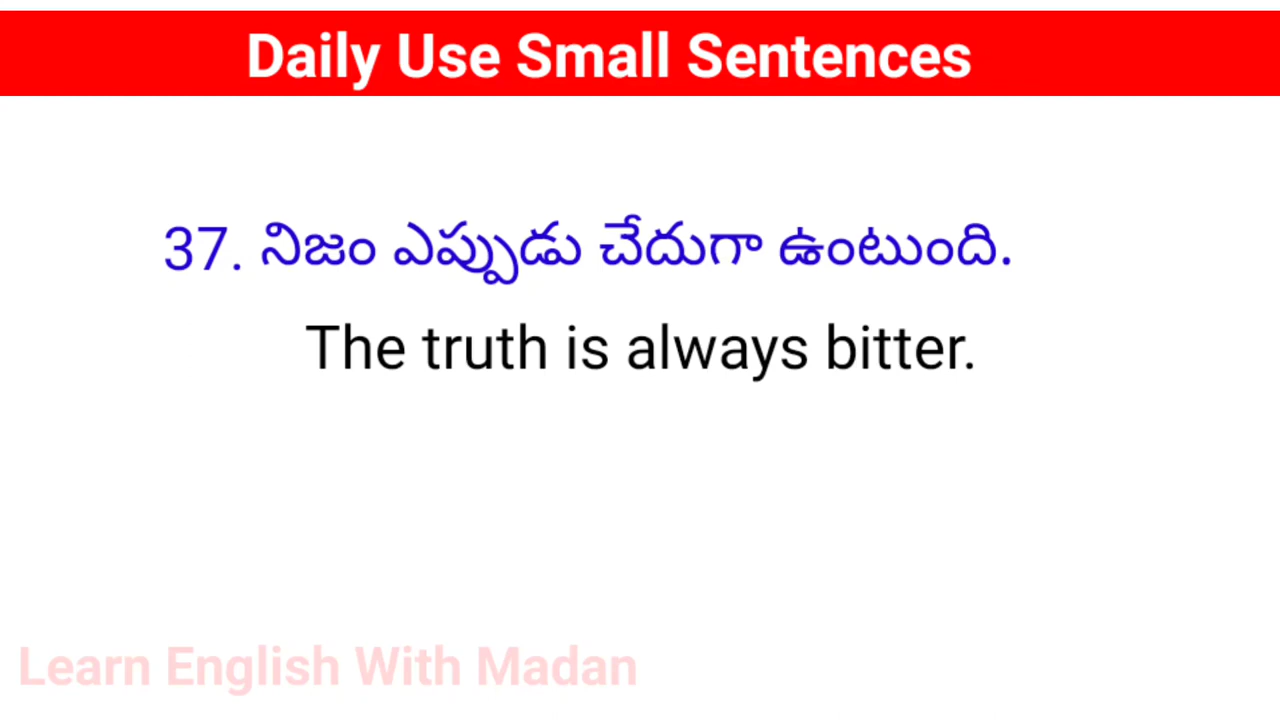 Daily Use Small Sentences
37. నిజం ఎప్పుడు చేదుగా ఉంటుంది.
The truth is always bitter.
Learn English With Madan